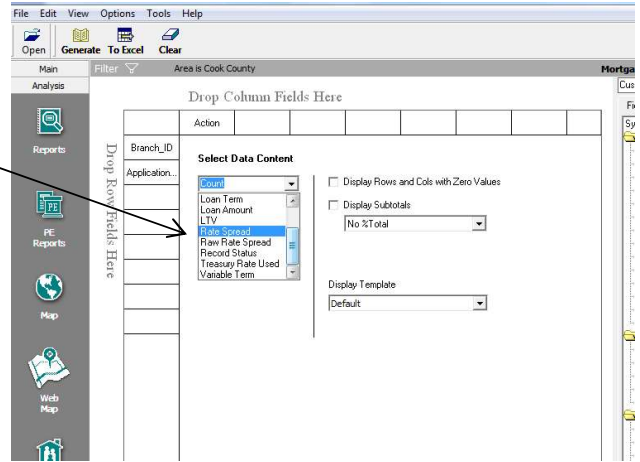 File Edit View Options Tools Help
Open Generate To Excel Clear
Main Filter Area is Cook County Mortga
Analysis Cus
Drop Column Fields Here Fi
Action Sy
Reports
Drop Row Fields Here
Branch_ID
Application...
Select Data Content
Count
Loan Term
Loan Amount
LTV
Rate Spread
Raw Rate Spread
Record Status
Treasury Rate Used
Variable Term
Display Rows and Cols with Zero Values
Display Subtotals
No %Total
Display Template
Default
PE
Reports
Map
Web
Map